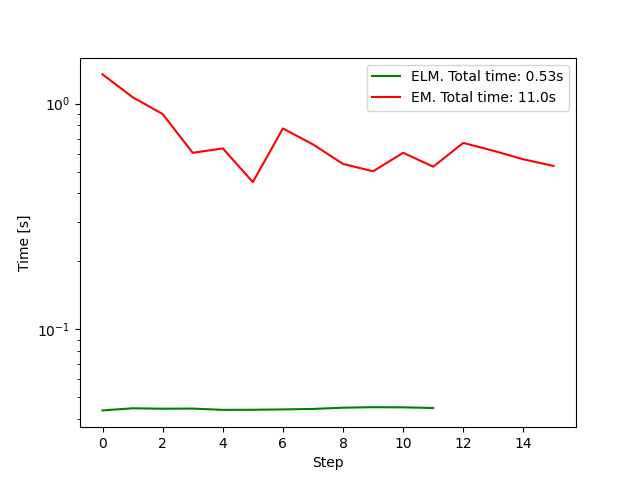 ELM. Total time: 0.53s
EM. Total time: 11.0s
10⁰
10⁻¹
Time [s]
0 2 4 6 8 10 12 14
Step